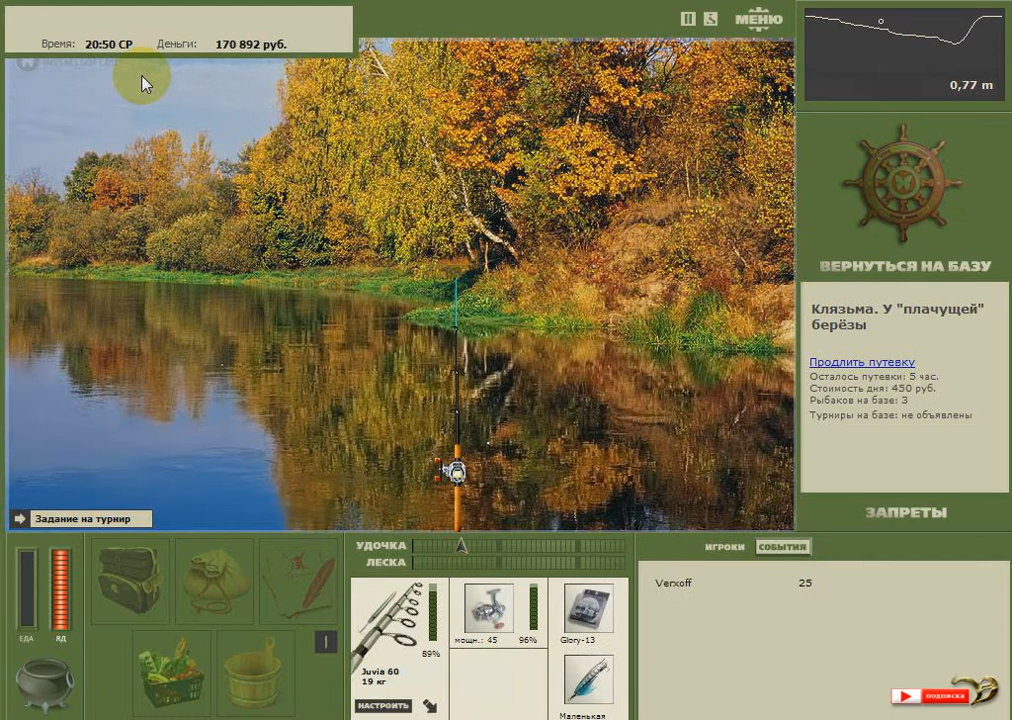 Время: 20:50 СР Деньги: 170 892 руб.
МЕНЮ
0,77 m
ВЕРНУТЬСЯ НА БАЗУ
Клязьма. У "плачущей"
берёзы
Продлить путевку
Осталось путевки: 5 час.
Стоимость дня: 450 руб.
Рыбаков на базе: 3
Турниры на базе: не объявлены
ЗАПРЕТЫ
Задание на турнир
УДОЧКА
ЛЕСКА
ИГРОКИ СОБЫТИЯ
Verxoff 25
ЕДА ЯД
мощн.: 45 96% Glory-13
89%
Juvia 60
19 кг
НАСТРОИТЬ
Маленькая
подписка